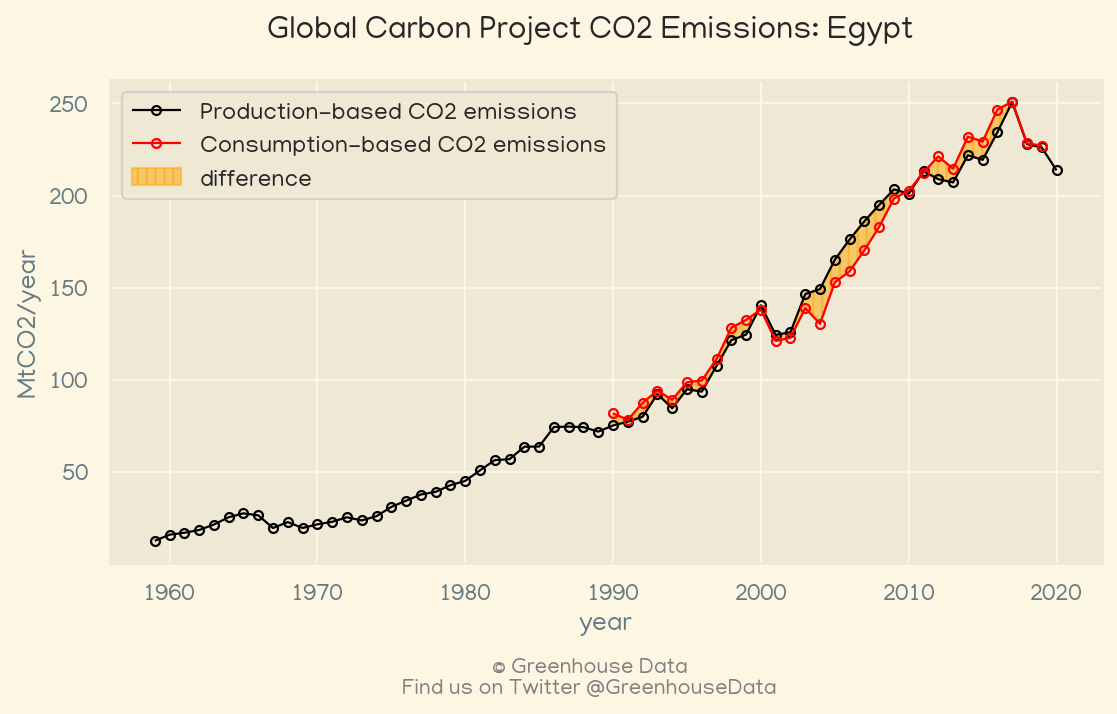 Global Carbon Project CO2 Emissions: Egypt
Production-based CO2 emissions
Consumption-based CO2 emissions
difference
MtCO2/year
250
200
150
100
50
1960 1970 1980 1990 2000 2010 2020
year
© Greenhouse Data
Find us on Twitter @GreenhouseData